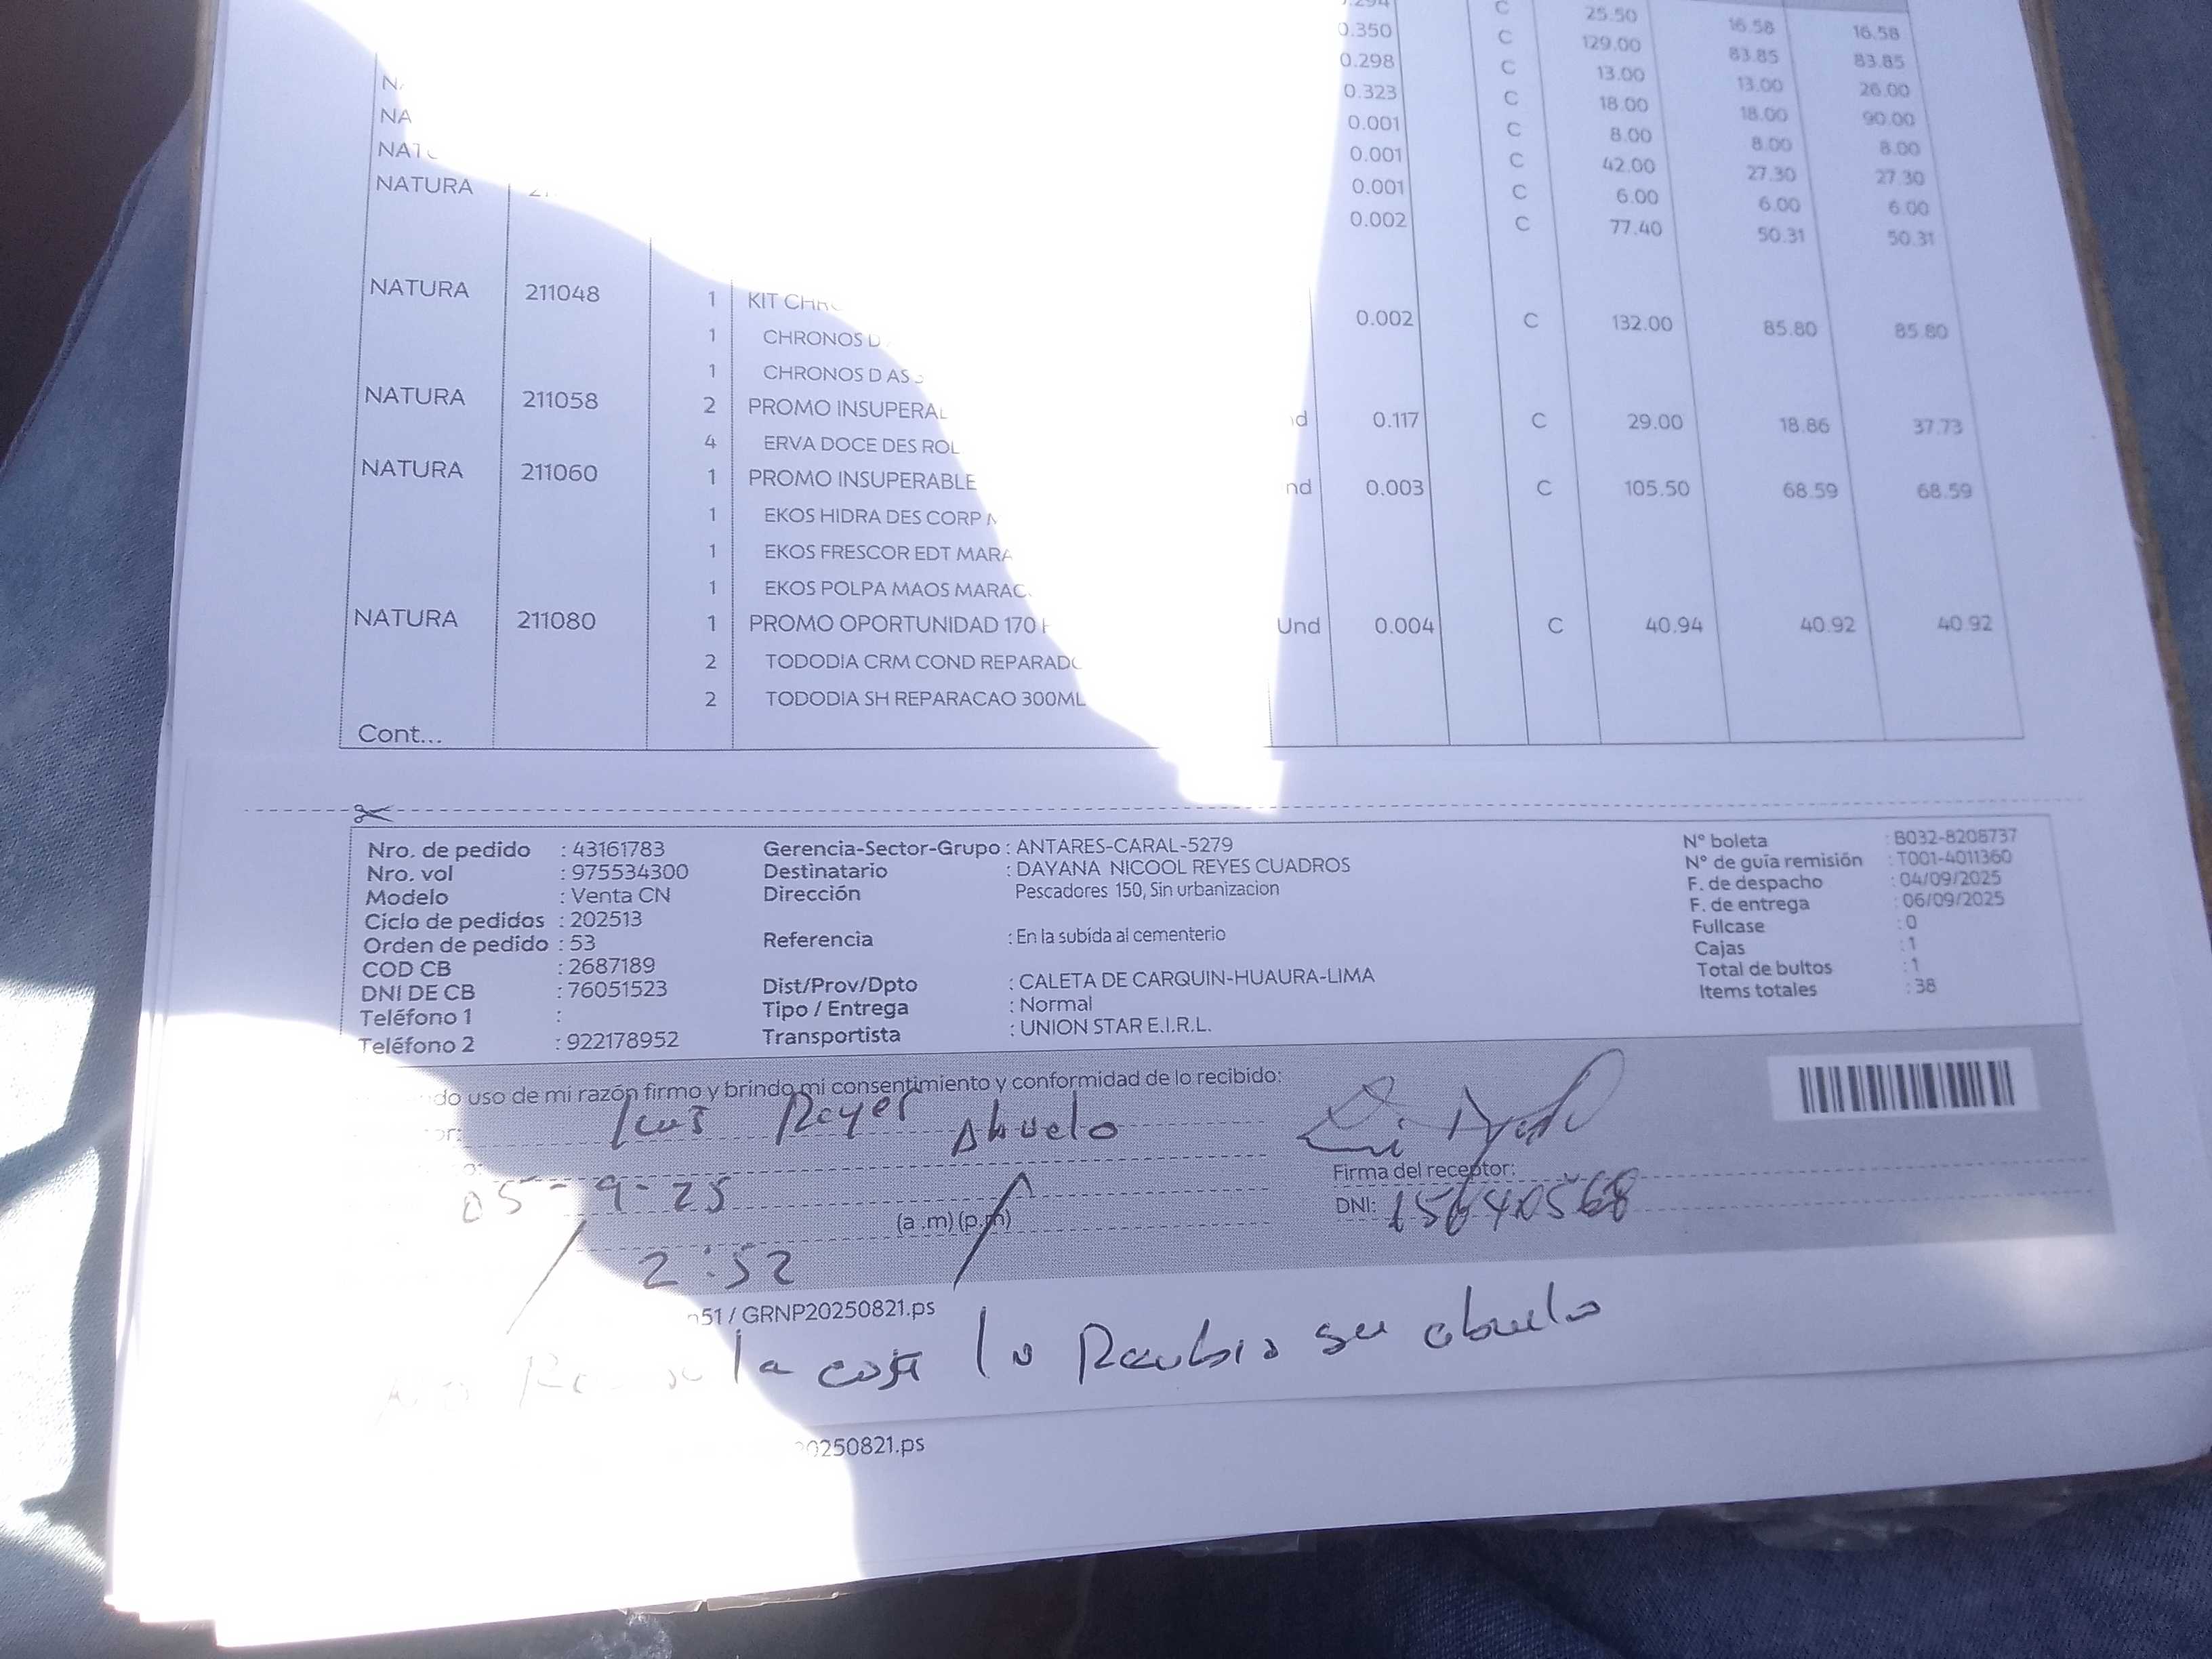 C 25.50 16.58 16.58
0.350 C 129.00 83.85 83.85
0.298 C 13.00 13.00 26.00
0.323 C 18.00 18.00 90.00
0.001 C 8.00 8.00 8.00
0.001 C 42.00 27.30 27.30
0.001 C 6.00 6.00 6.00
NATURA 0.002 C 77.40 50.31 50.31
NATURA 211048 1 KIT 0.002 C 132.00 85.80 85.80
1 CHRONOS D
1 CHRONOS D AS
NATURA 211058 2 PROMO 0.117 C 29.00 18.86 37.73
4 ERVA DOCE DES ROL
NATURA 211060 1 PROMO INSUPERABLE 0.003 C 105.50 68.59 68.59
1 EKOS HIDRA DES CORP
1 EKOS FRESCOR EDT
1 EKOS POLPA MAOS
NATURA 211080 1 PROMO OPORTUNIDAD 170 Und 0.004 C 40.94 40.92 40.92
2 TODODIA CRM COND
2 TODODIA SH REPARACAO 300ML
Cont...
Nro. de pedido : 43161783
Nro. vol : 975534300
Modelo : Venta CN
Ciclo de pedidos : 202513
Orden de pedido : 53
COD CB : 2687189
DNI DE CB : 76051523
Teléfono 1 :
Teléfono 2 : 922178952
Gerencia-Sector-Grupo : ANTARES-CARAL-5279
Destinatario : DAYANA NICOOL REYES CUADROS
Dirección Pescadores 150, Sin urbanizacion
Referencia : En la subida al cementerio
Dist/Prov/Dpto : CALETA DE CARQUIN-HUAURA-LIMA
Tipo / Entrega : Normal
Transportista : UNION STAR E.I.R.L.
N° boleta : B032-8208737
N° de guía remisión : T001-4011360
F. de despacho : 04/09/2025
F. de entrega : 06/09/2025
Fullcase : 0
Cajas : 1
Total de bultos : 1
Items totales : 38
uso de mi razón firmo y brindo mi consentimiento y conformidad de lo recibido:
Luis Reyes Abuelo
Firma del receptor:
05-9-25
(a .m) (p.m)
DNI: 15640568
2:52
/ GRNP20250821.ps
la lo Recibio su abuelo
20250821.ps